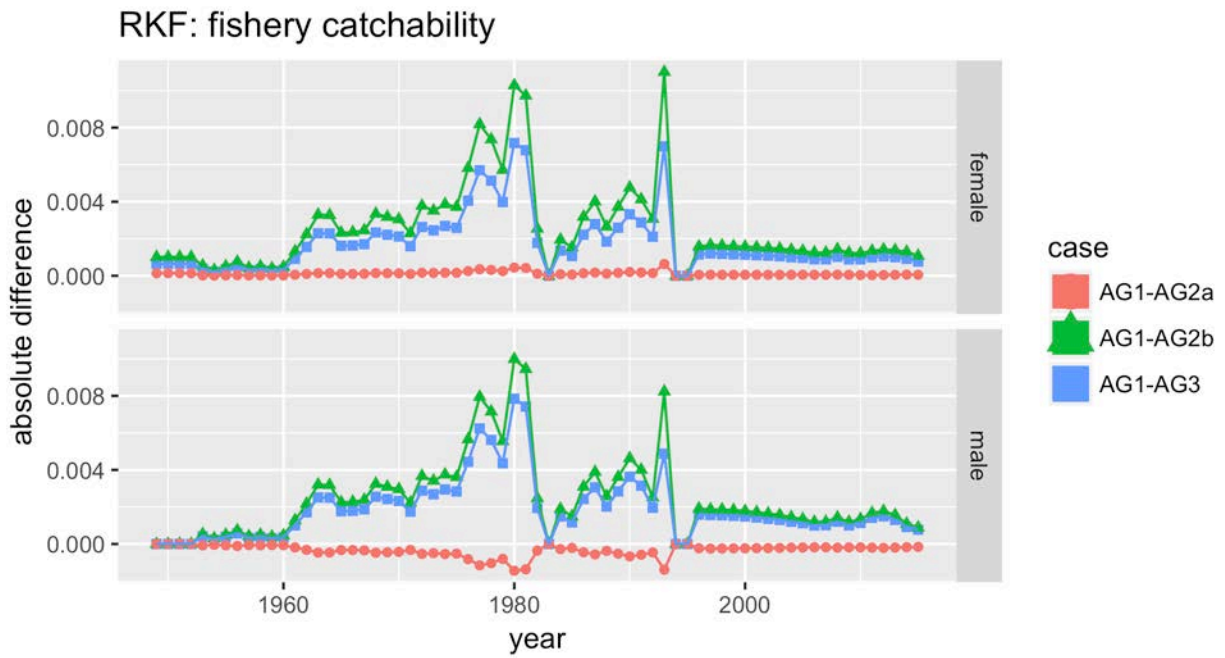 RKF: fishery catchability
absolute difference
0.008
0.004
0.000
female
0.008
0.004
0.000
male
1960
1980
2000
year
case
AG1-AG2a
AG1-AG2b
AG1-AG3